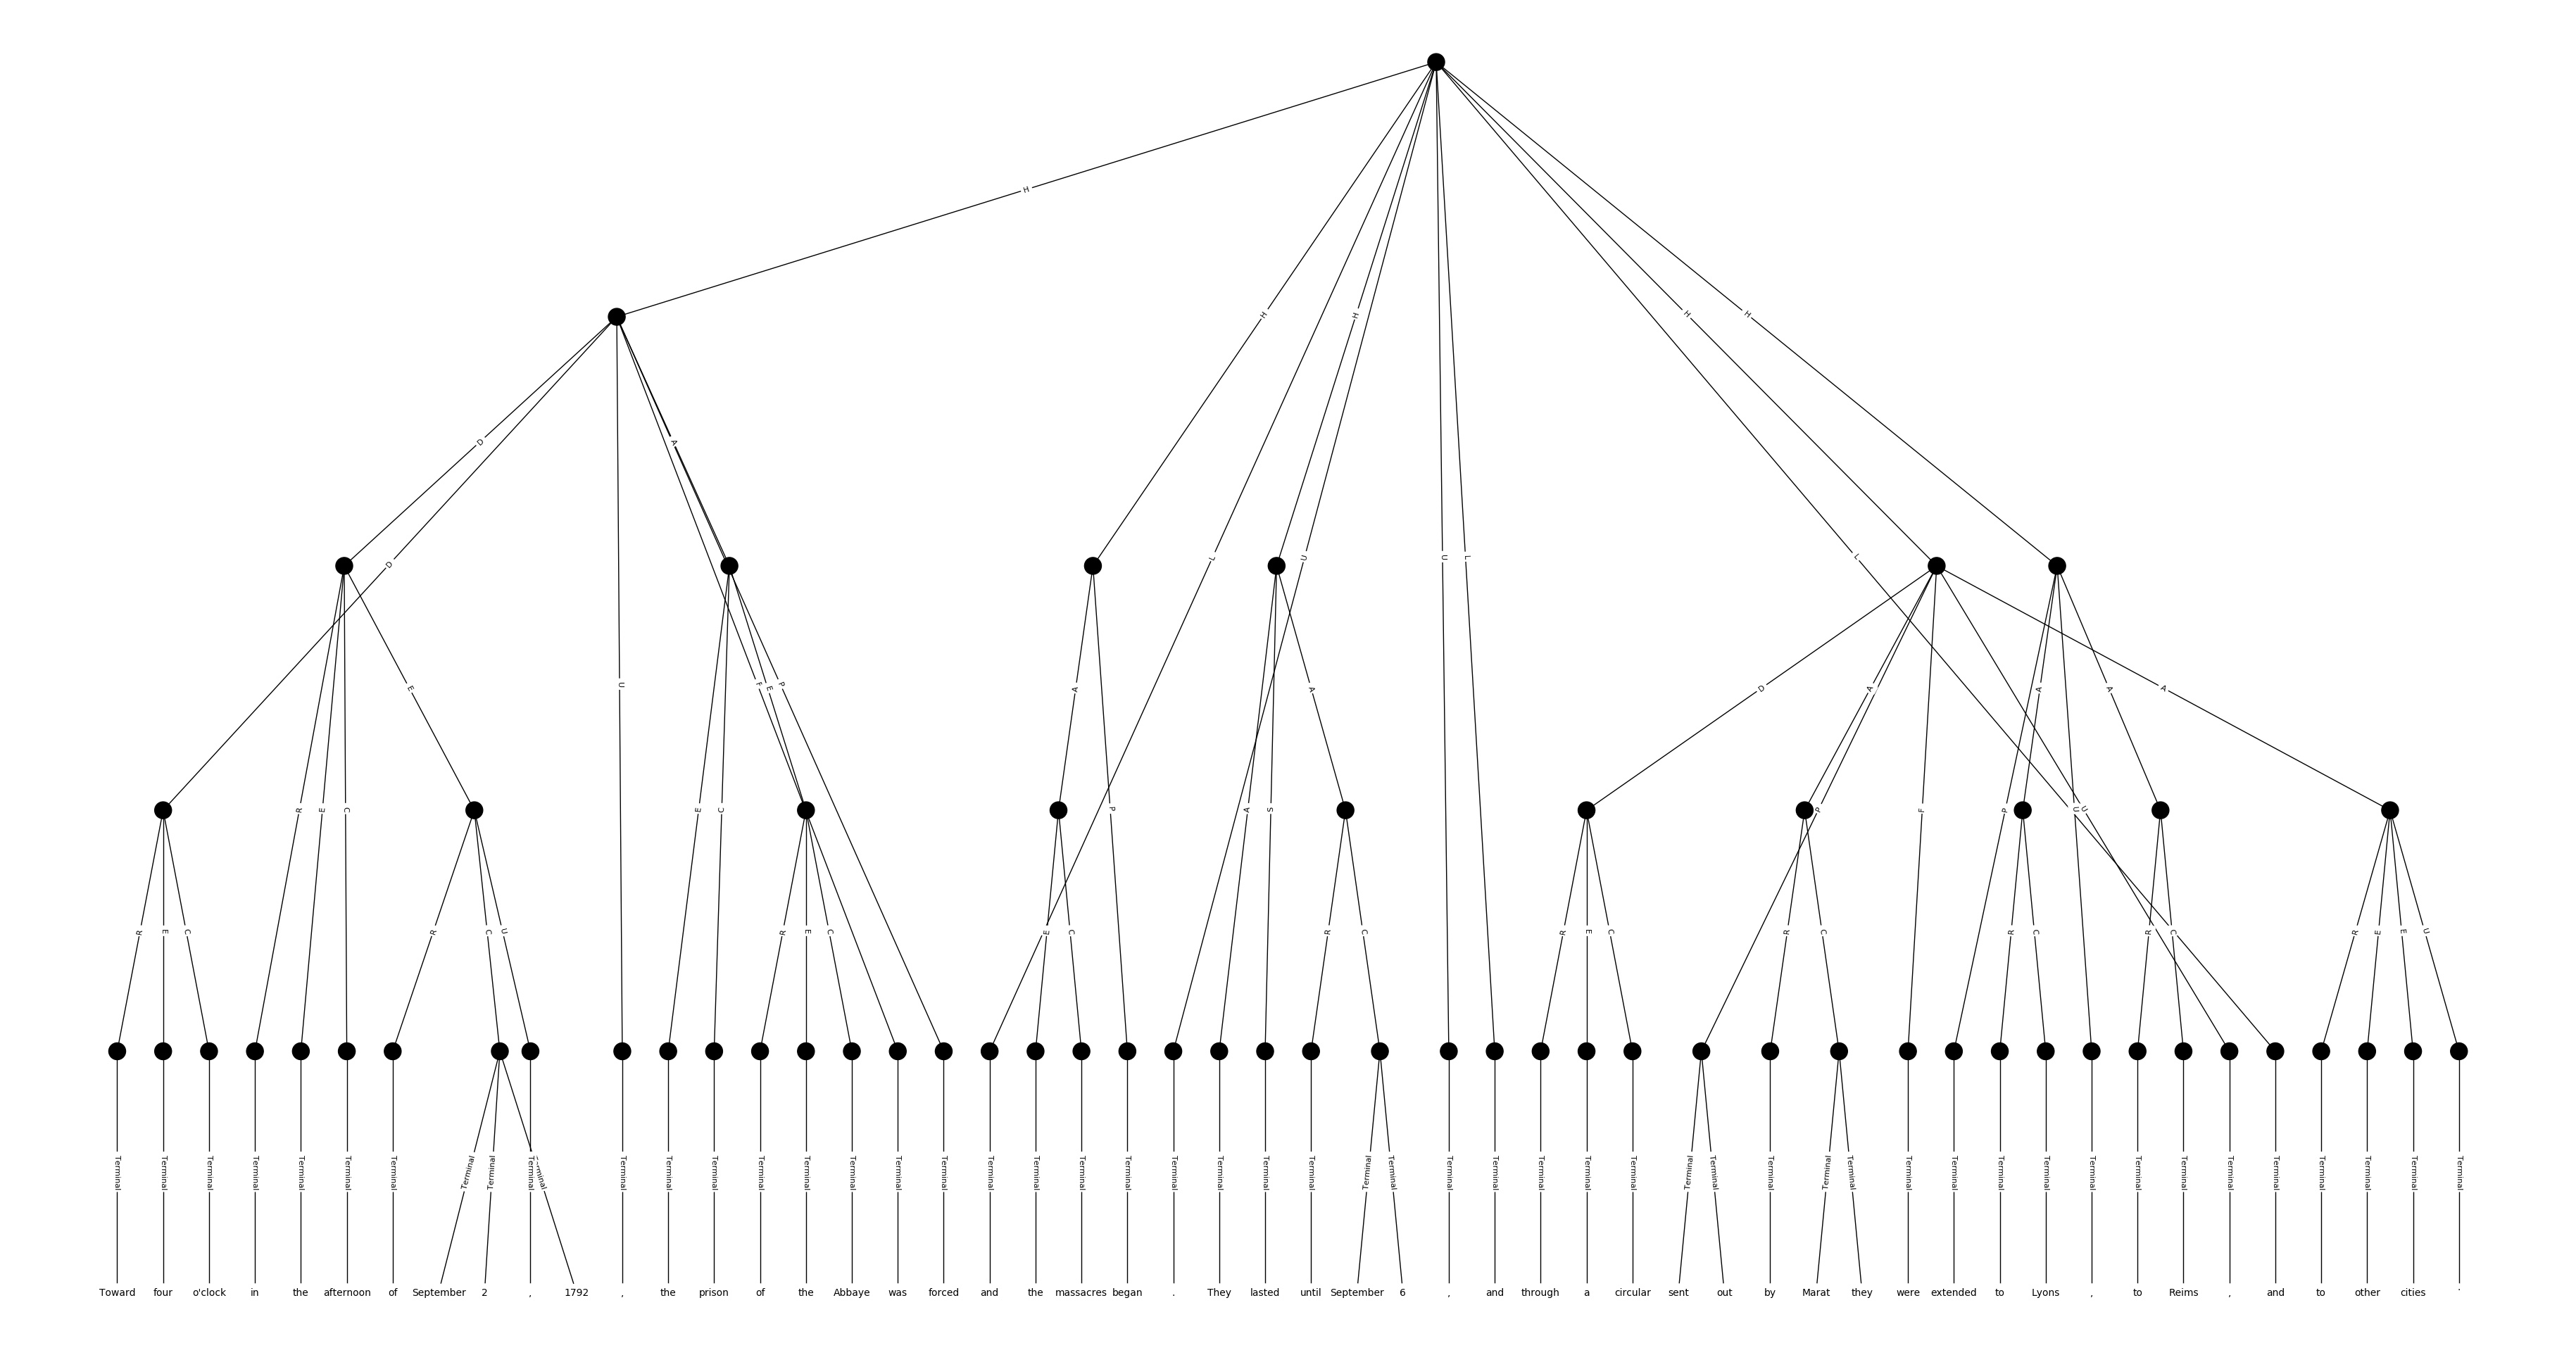 H
H H H H
D A
D L U U L L
U F E P E A A D A A A A
R E C E C P A S P F P U U
R E C R C U R E C E C R C R E C R C R C R C R E E U
Terminal Terminal Terminal Terminal Terminal Terminal Terminal Terminal Terminal Terminal Terminal Terminal Terminal Terminal Terminal Terminal Terminal Terminal Terminal Terminal Terminal Terminal Terminal Terminal Terminal Terminal Terminal Terminal Terminal Terminal Terminal Terminal Terminal Terminal Terminal Terminal Terminal Terminal Terminal Terminal Terminal Terminal Terminal Terminal Terminal Terminal Terminal Terminal Terminal Terminal Terminal Terminal
Toward four o'clock in the afternoon of September 2 , 1792 , the prison of the Abbaye was forced and the massacres began . They lasted until September 6 , and through a circular sent out by Marat they were extended to Lyons , to Reims , and to other cities .